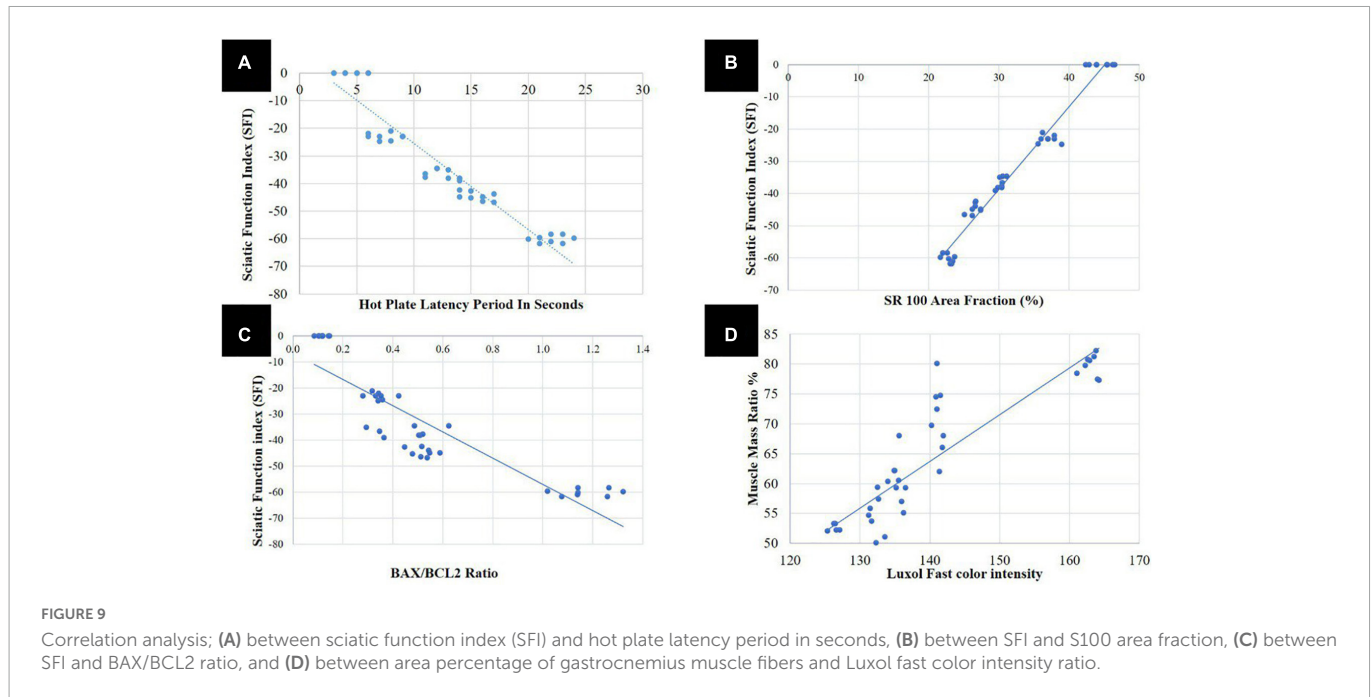 A
Sciatic Function Index (SFI)
0
-10
-20
-30
-40
-50
-60
-70
-80
0 5 10 15 20 25 30
Hot Plate Latency Period In Seconds
B
Sciatic Function Index (SFI)
0
-10
-20
-30
-40
-50
-60
-70
0 10 20 30 40 50
SR 100 Area Fraction (%)
C
Sciatic Function index (SFI)
0
-10
-20
-30
-40
-50
-60
-70
-80
0.0 0.2 0.4 0.6 0.8 1.0 1.2 1.4
BAX/BCL2 Ratio
D
Muscle Mass Ratio %
85
80
75
70
65
60
55
50
120 130 140 150 160 170
Luxol Fast color intensity
FIGURE 9
Correlation analysis; (A) between sciatic function index (SFI) and hot plate latency period in seconds, (B) between SFI and S100 area fraction, (C) between
SFI and BAX/BCL2 ratio, and (D) between area percentage of gastrocnemius muscle fibers and Luxol fast color intensity ratio.